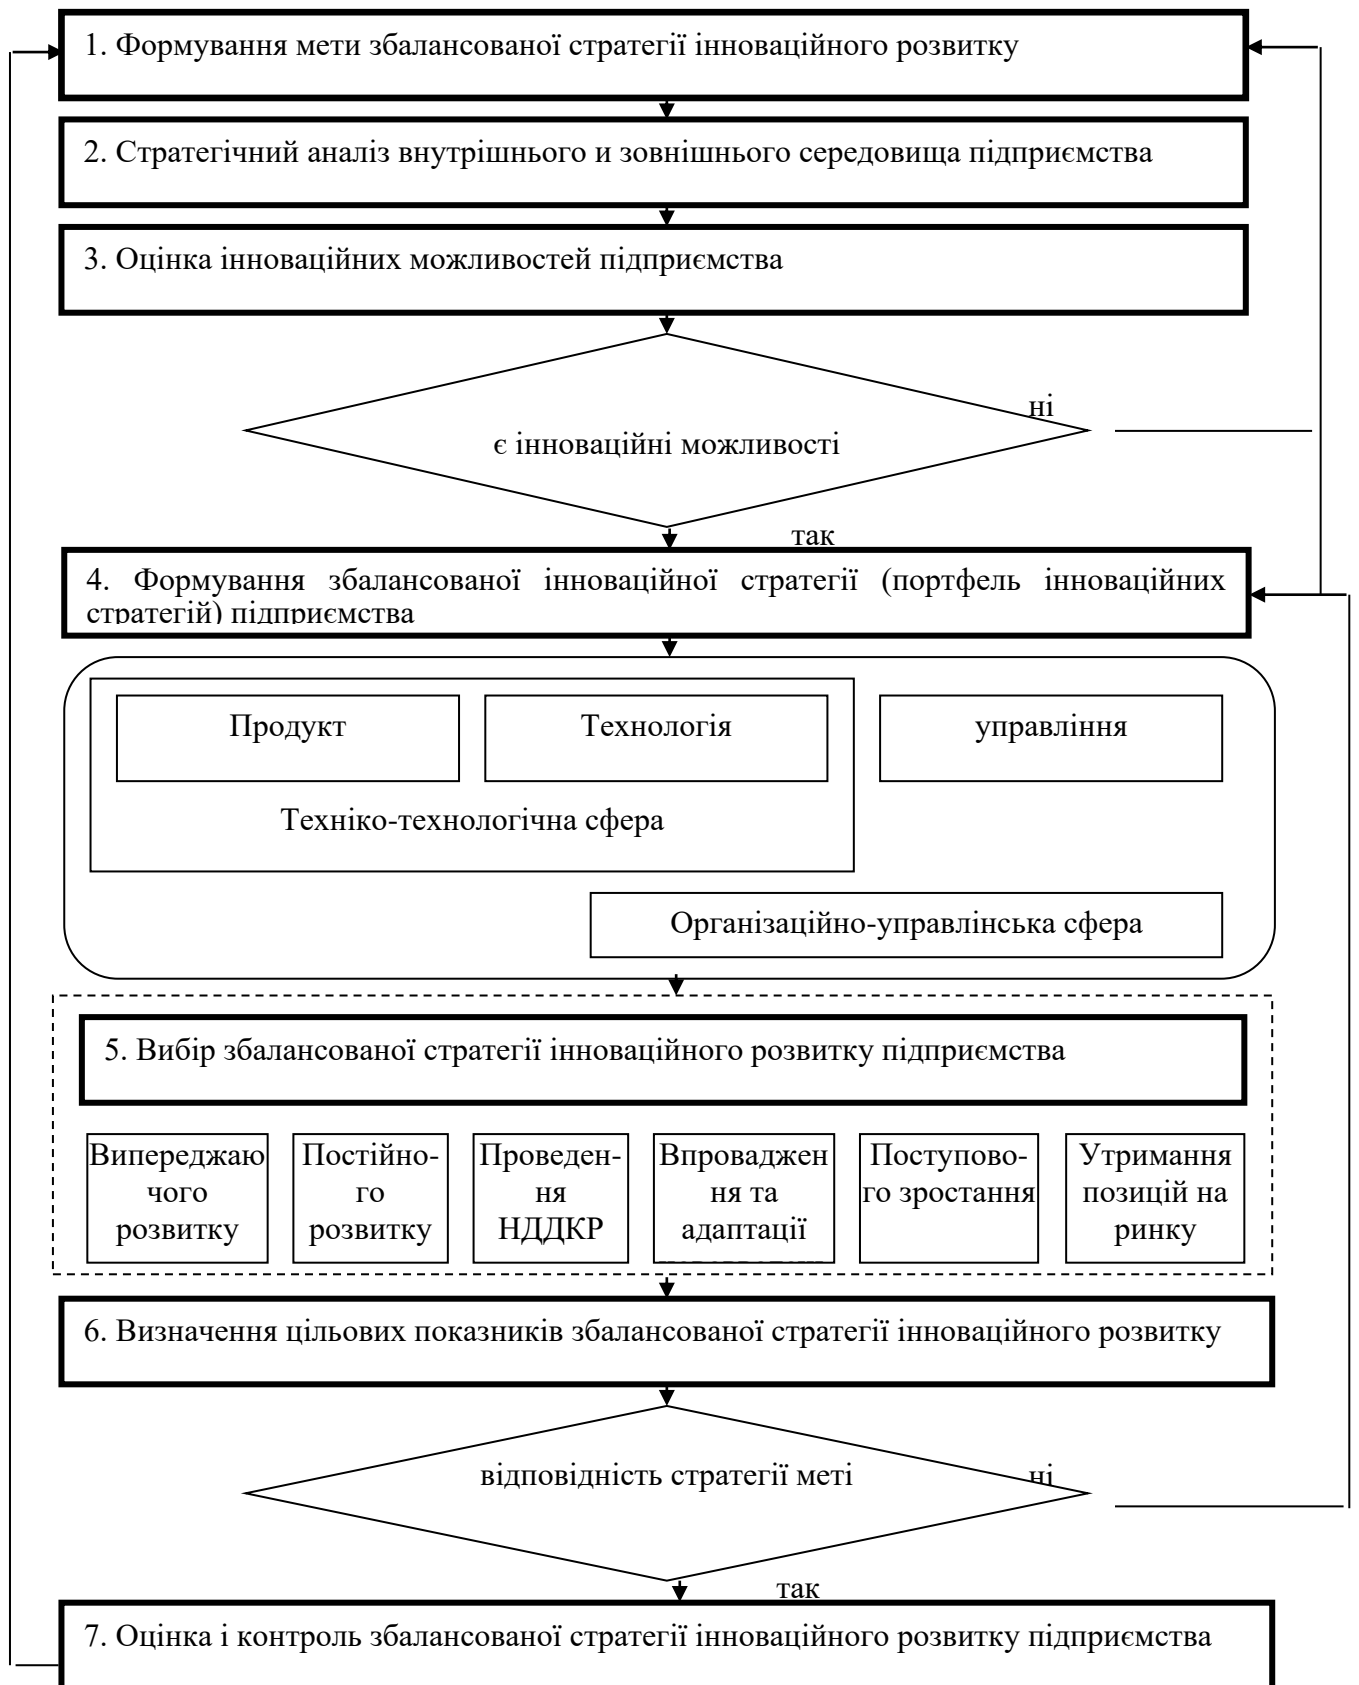 1. Формування мети збалансованої стратегії інноваційного розвитку
2. Стратегічний аналіз внутрішнього и зовнішнього середовища підприємства
3. Оцінка інноваційних можливостей підприємства
ні
є інноваційні можливості
так
4. Формування збалансованої інноваційної стратегії (портфель інноваційних
стратегій) підприємства
Продукт
Технологія
управління
Техніко-технологічна сфера
Організаційно-управлінська сфера
5. Вибір збалансованої стратегії інноваційного розвитку підприємства
Випереджаю
чого
розвитку
Постійно-
го
розвитку
Проведен-
ня
НДДКР
Впроваджен
ня та
адаптації
Поступово-
го зростання
Утримання
позицій на
ринку
6. Визначення цільових показників збалансованої стратегії інноваційного розвитку
відповідність стратегії меті
ні
так
7. Оцінка і контроль збалансованої стратегії інноваційного розвитку підприємства